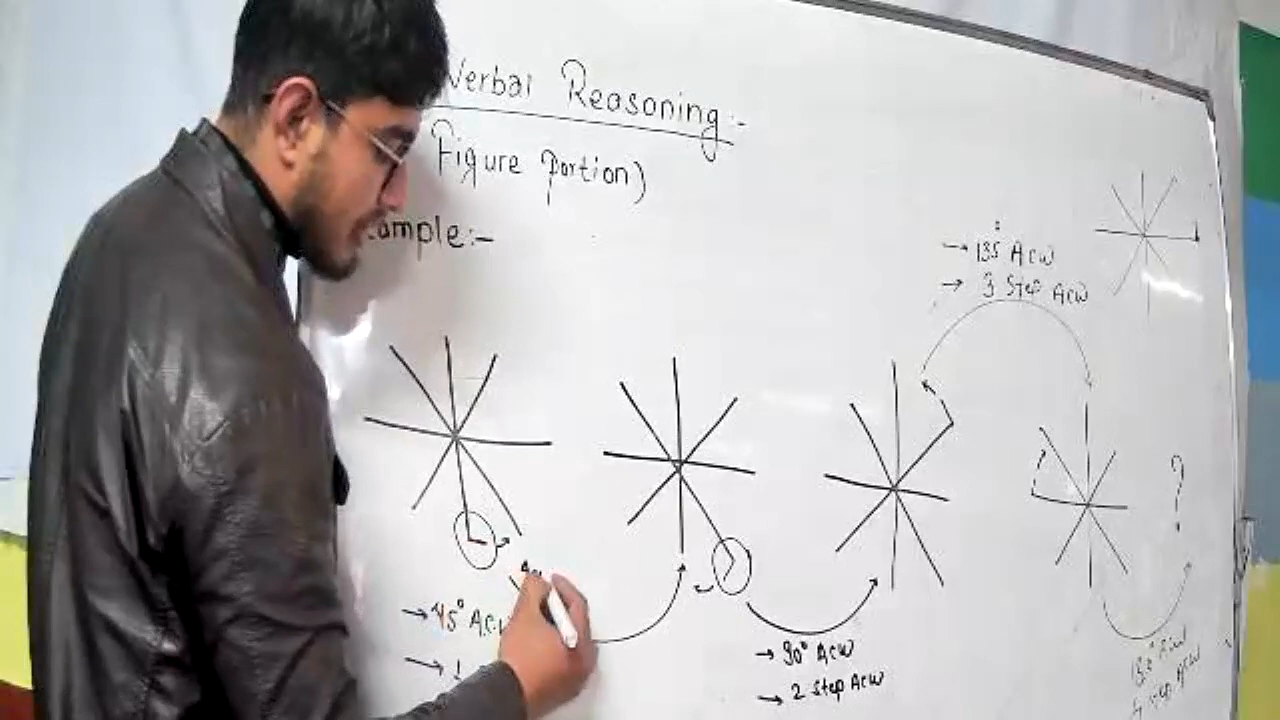 Verbal Reasoning:-
Figure Portion)
ample:-
→ 135° ACW
→ 3 Step ACW
?
→ 45° A.C.
→ 1
→ 90° ACW
→ 2 Step ACW
ACW
Step ACW